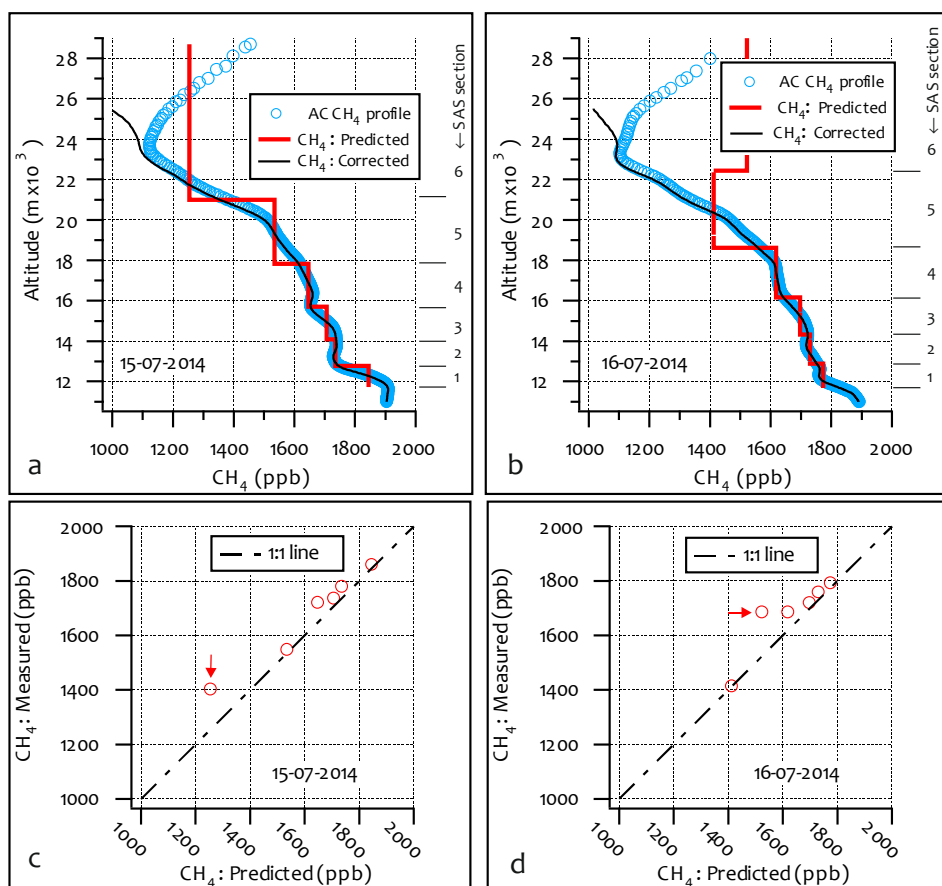 28
26
24
22
20
18
16
14
12
Altitude (m x10³)
AC CH₄ profile
CH₄: Predicted
CH₄: Corrected
← SAS section
6
5
4
3
2
1
15-07-2014
a
1000 1200 1400 1600 1800 2000
CH₄ (ppb)
28
26
24
22
20
18
16
14
12
Altitude (m x10³)
AC CH₄ profile
CH₄: Predicted
CH₄: Corrected
← SAS section
6
5
4
3
2
1
16-07-2014
b
1000 1200 1400 1600 1800 2000
CH₄ (ppb)
2000
1800
1600
1400
1200
1000
CH₄: Measured (ppb)
1:1 line
15-07-2014
1000 1200 1400 1600 1800 2000
c
CH₄: Predicted (ppb)
2000
1800
1600
1400
1200
1000
CH₄: Measured (ppb)
1:1 line
16-07-2014
1000 1200 1400 1600 1800 2000
d
CH₄: Predicted (ppb)